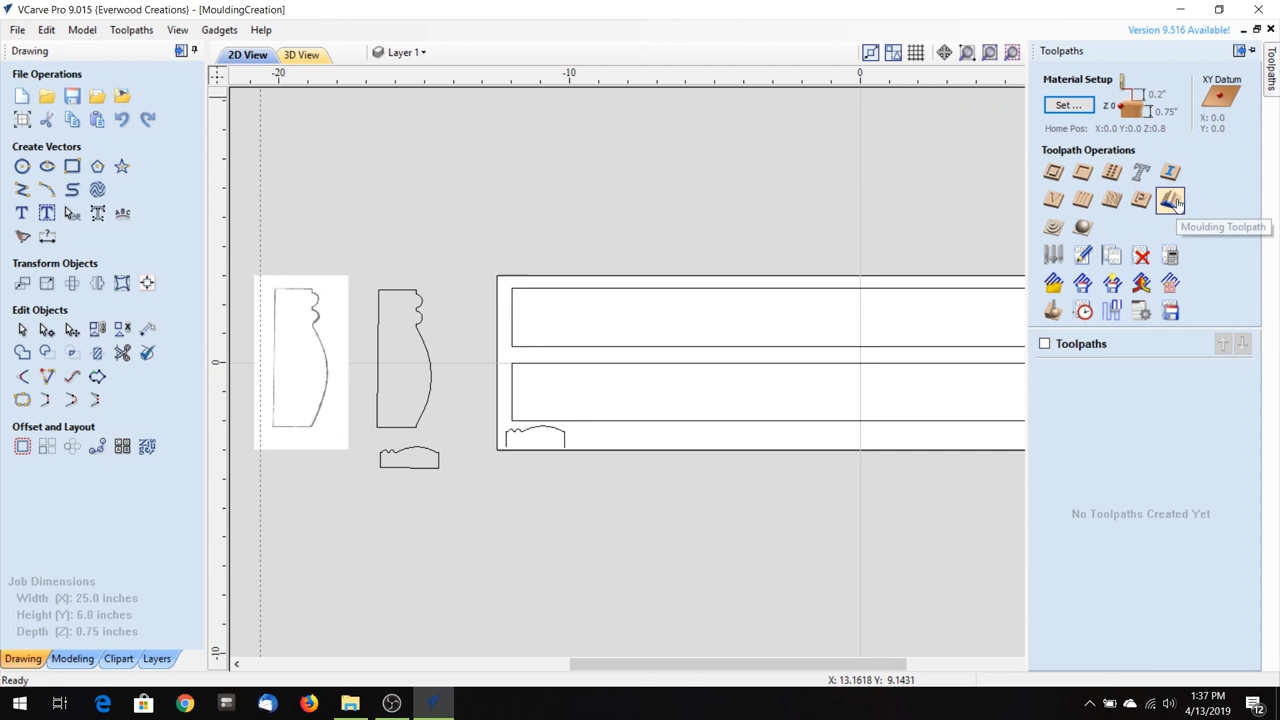 VCarve Pro 9.015 {Everwood Creations} - [MouldingCreation]
File Edit Model Toolpaths View Gadgets Help
Version 9.516 Available!
Drawing
2D View 3D View Layer 1
Toolpaths
Toolpaths
File Operations
Create Vectors
Transform Objects
Edit Objects
Offset and Layout
Job Dimensions
Width (X): 25.0 inches
Height (Y): 6.0 inches
Depth (Z): 0.75 inches
Drawing Modeling Clipart Layers
-20 -10 0
0
-10
Material Setup
Set ...
Z 0
0.2"
0.75"
XY Datum
X: 0.0
Y: 0.0
Home Pos: X:0.0 Y:0.0 Z:0.8
Toolpath Operations
Moulding Toolpath
Toolpaths
No Toolpaths Created Yet
Ready
X: 13.1618 Y: 9.1431
1:37 PM
4/13/2019
12